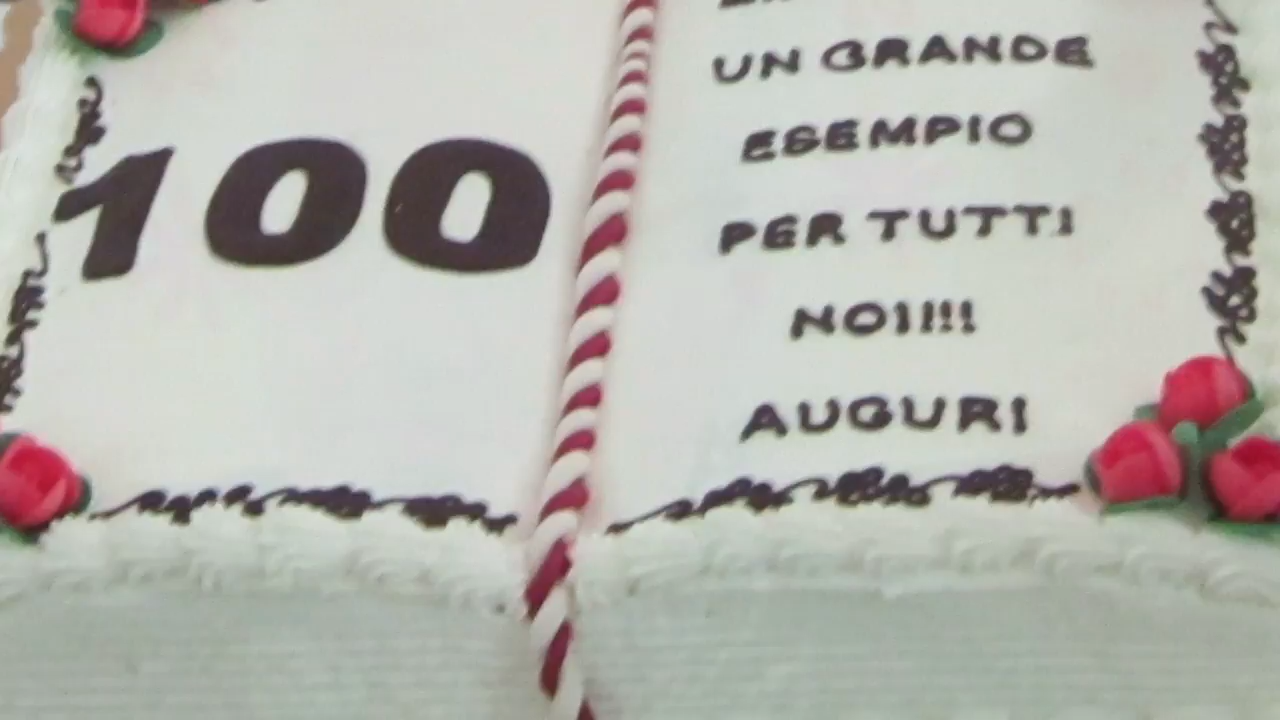 100
UN GRANDE
ESEMPIO
PER TUTTI
NOI!!!
AUGURI